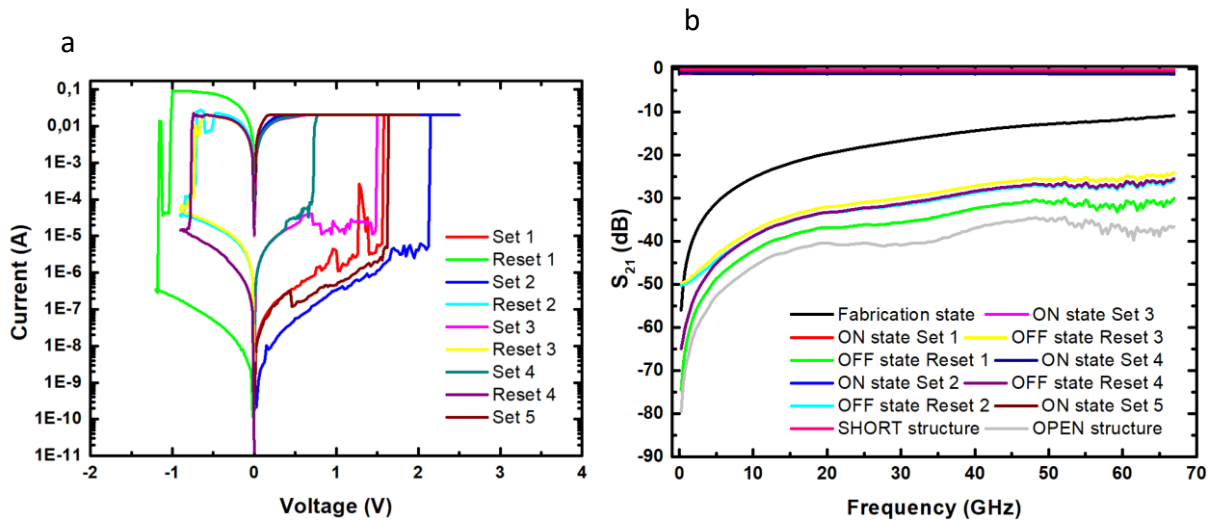 a
Current (A)
0,1
0,01
1E-3
1E-4
1E-5
1E-6
1E-7
1E-8
1E-9
1E-10
1E-11
Set 1
Reset 1
Set 2
Reset 2
Set 3
Reset 3
Set 4
Reset 4
Set 5
-2 -1 0 1 2 3 4
Voltage (V)
b
S21 (dB)
0
-10
-20
-30
-40
-50
-60
-70
-80
-90
Fabrication state ON state Set 3
ON state Set 1 OFF state Reset 3
OFF state Reset 1 ON state Set 4
ON state Set 2 OFF state Reset 4
OFF state Reset 2 ON state Set 5
SHORT structure OPEN structure
0 10 20 30 40 50 60 70
Frequency (GHz)